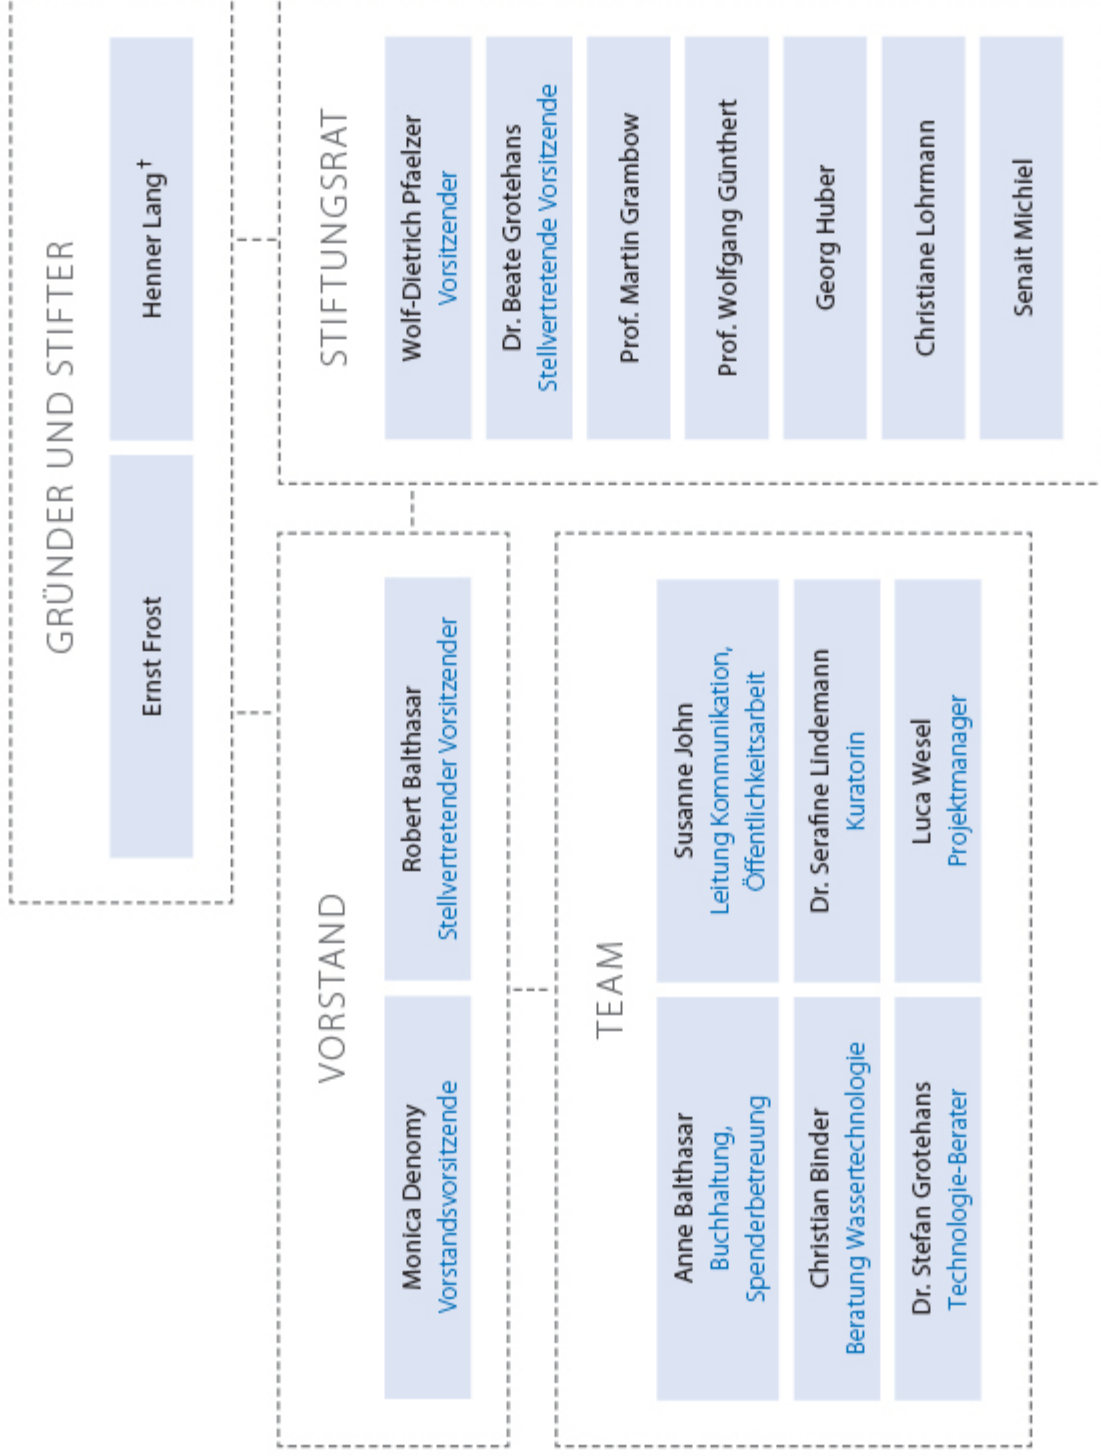 GRÜNDER UND STIFTER
Ernst Frost
Henner Lang†
VORSTAND
Monica Denomy
Vorstandsvorsitzende
Robert Balthasar
Stellvertretender Vorsitzender
STIFTUNGSRAT
Wolf-Dietrich Pfaelzer
Vorsitzender
Dr. Beate Grotehans
Stellvertretende Vorsitzende
Prof. Martin Grambow
Prof. Wolfgang Günthert
Georg Huber
Christiane Lohrmann
Senait Michiel
TEAM
Anne Balthasar
Buchhaltung,
Spenderbetreuung
Susanne John
Leitung Kommunikation,
Öffentlichkeitsarbeit
Christian Binder
Beratung Wassertechnologie
Dr. Serafine Lindemann
Kuratorin
Dr. Stefan Grotehans
Technologie-Berater
Luca Wesel
Projektmanager